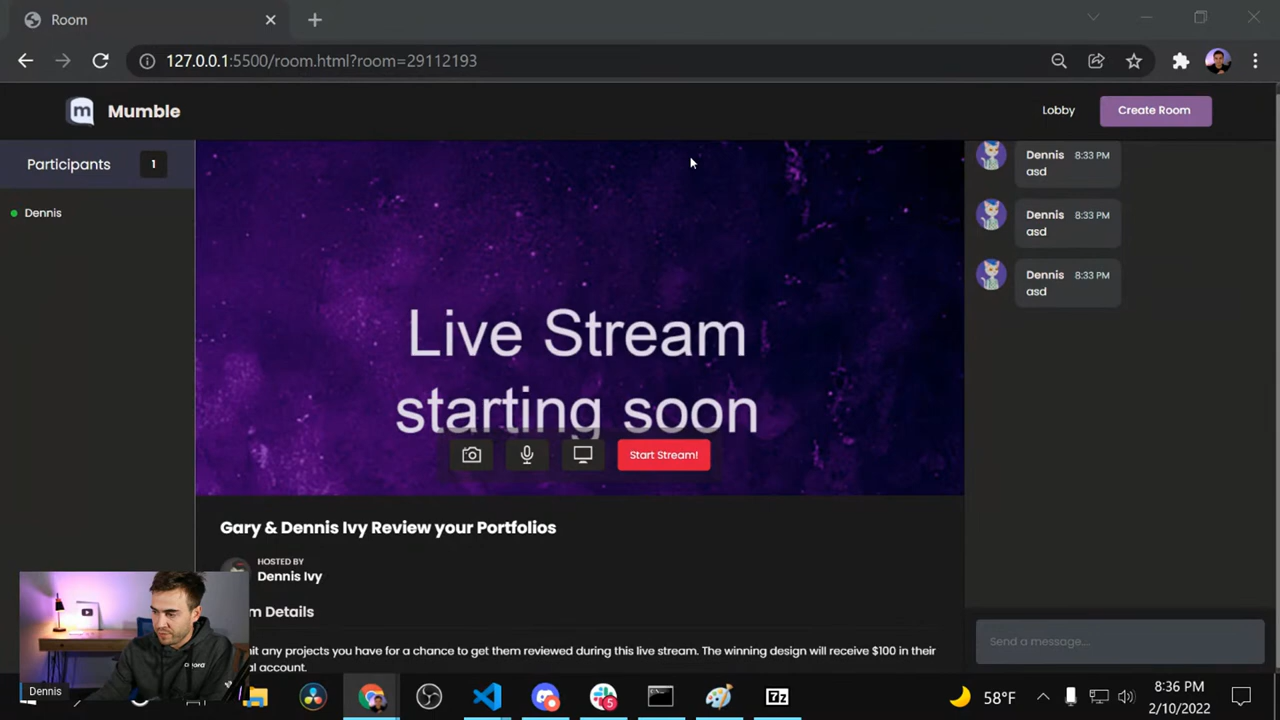 Room
127.0.0.1:5500/room.html?room=29112193
m Mumble
Lobby
Create Room
Participants 1
Dennis
Live Stream
starting soon
Start Stream!
Gary & Dennis Ivy Review your Portfolios
HOSTED BY
Dennis Ivy
m Details
it any projects you have for a chance to get them reviewed during this live stream. The winning design will receive $100 in their
al account.
Dennis 8:33 PM
asd
Dennis 8:33 PM
asd
Dennis 8:33 PM
asd
Send a message...
Dennis
5
7z
58°F
8:36 PM
2/10/2022